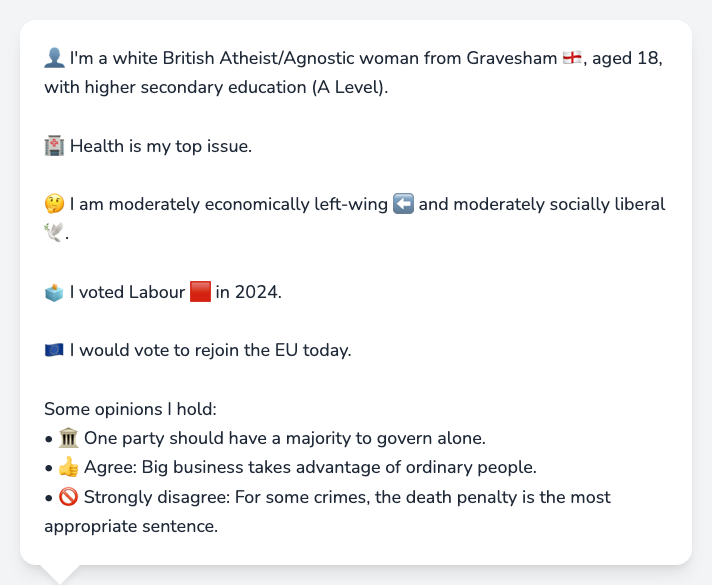 👤 I'm a white British Atheist/Agnostic woman from Gravesham 🏴󠁧󠁢󠁥󠁮󠁧󠁿, aged 18,
with higher secondary education (A Level).
🏥 Health is my top issue.
🤔 I am moderately economically left-wing ⬅️ and moderately socially liberal
🕊️.
🗳️ I voted Labour 🟥 in 2024.
🇪🇺 I would vote to rejoin the EU today.
Some opinions I hold:
• 🏛️ One party should have a majority to govern alone.
• 👍 Agree: Big business takes advantage of ordinary people.
• 🚫 Strongly disagree: For some crimes, the death penalty is the most
appropriate sentence.